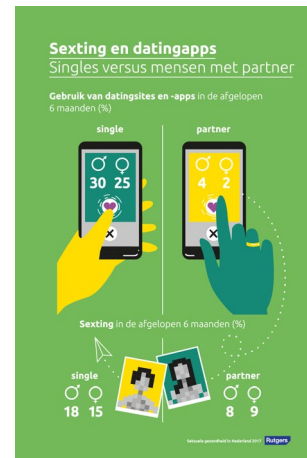 Sexting en datingapps
Singles versus mensen met partner
Gebruik van datingsites en -apps in de afgelopen
6 maanden (%)
single partner
♂ ♀ ♂ ♀
30 25 4 2
Sexting in de afgelopen 6 maanden (%)
single partner
♂ ♀ ♂ ♀
18 15 8 9
Seksuele gezondheid in Nederland 2017 Rutgers